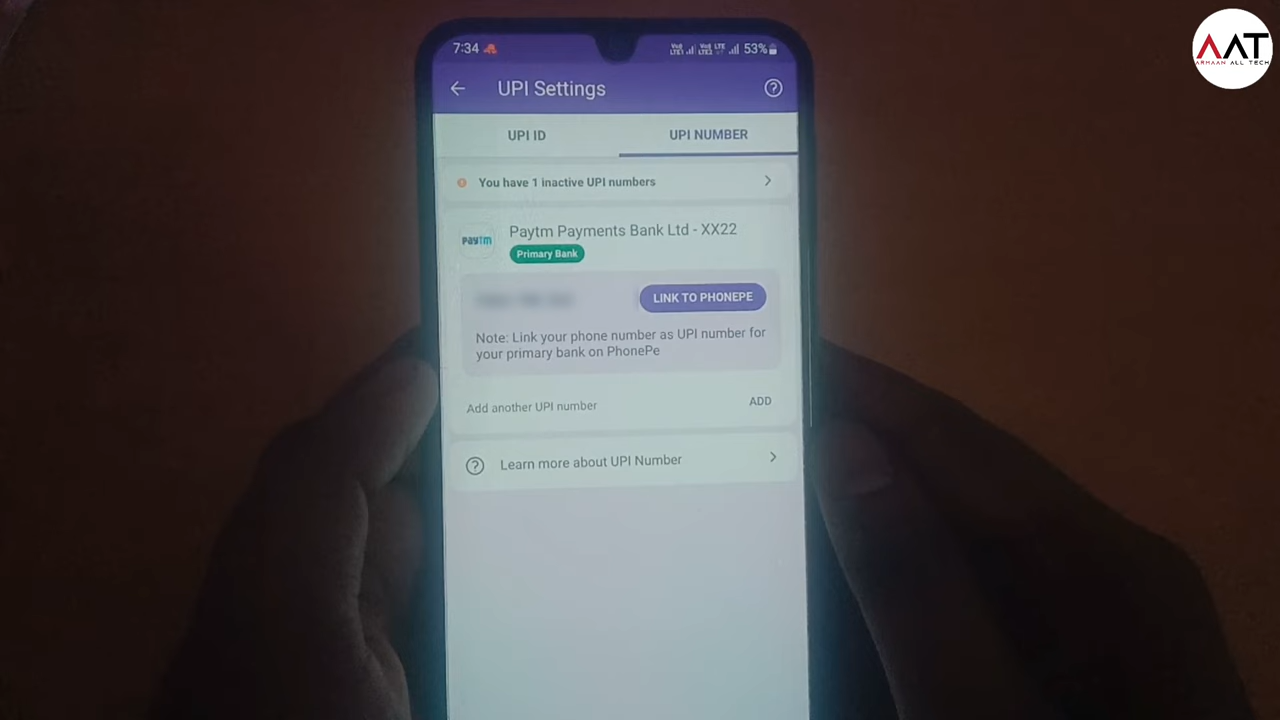 7:34
53%
AAT
ARMAAN ALL TECH
UPI Settings
UPI ID
UPI NUMBER
You have 1 inactive UPI numbers
Paytm
Paytm Payments Bank Ltd - XX22
Primary Bank
LINK TO PHONEPE
Note: Link your phone number as UPI number for
your primary bank on PhonePe
Add another UPI number
ADD
Learn more about UPI Number